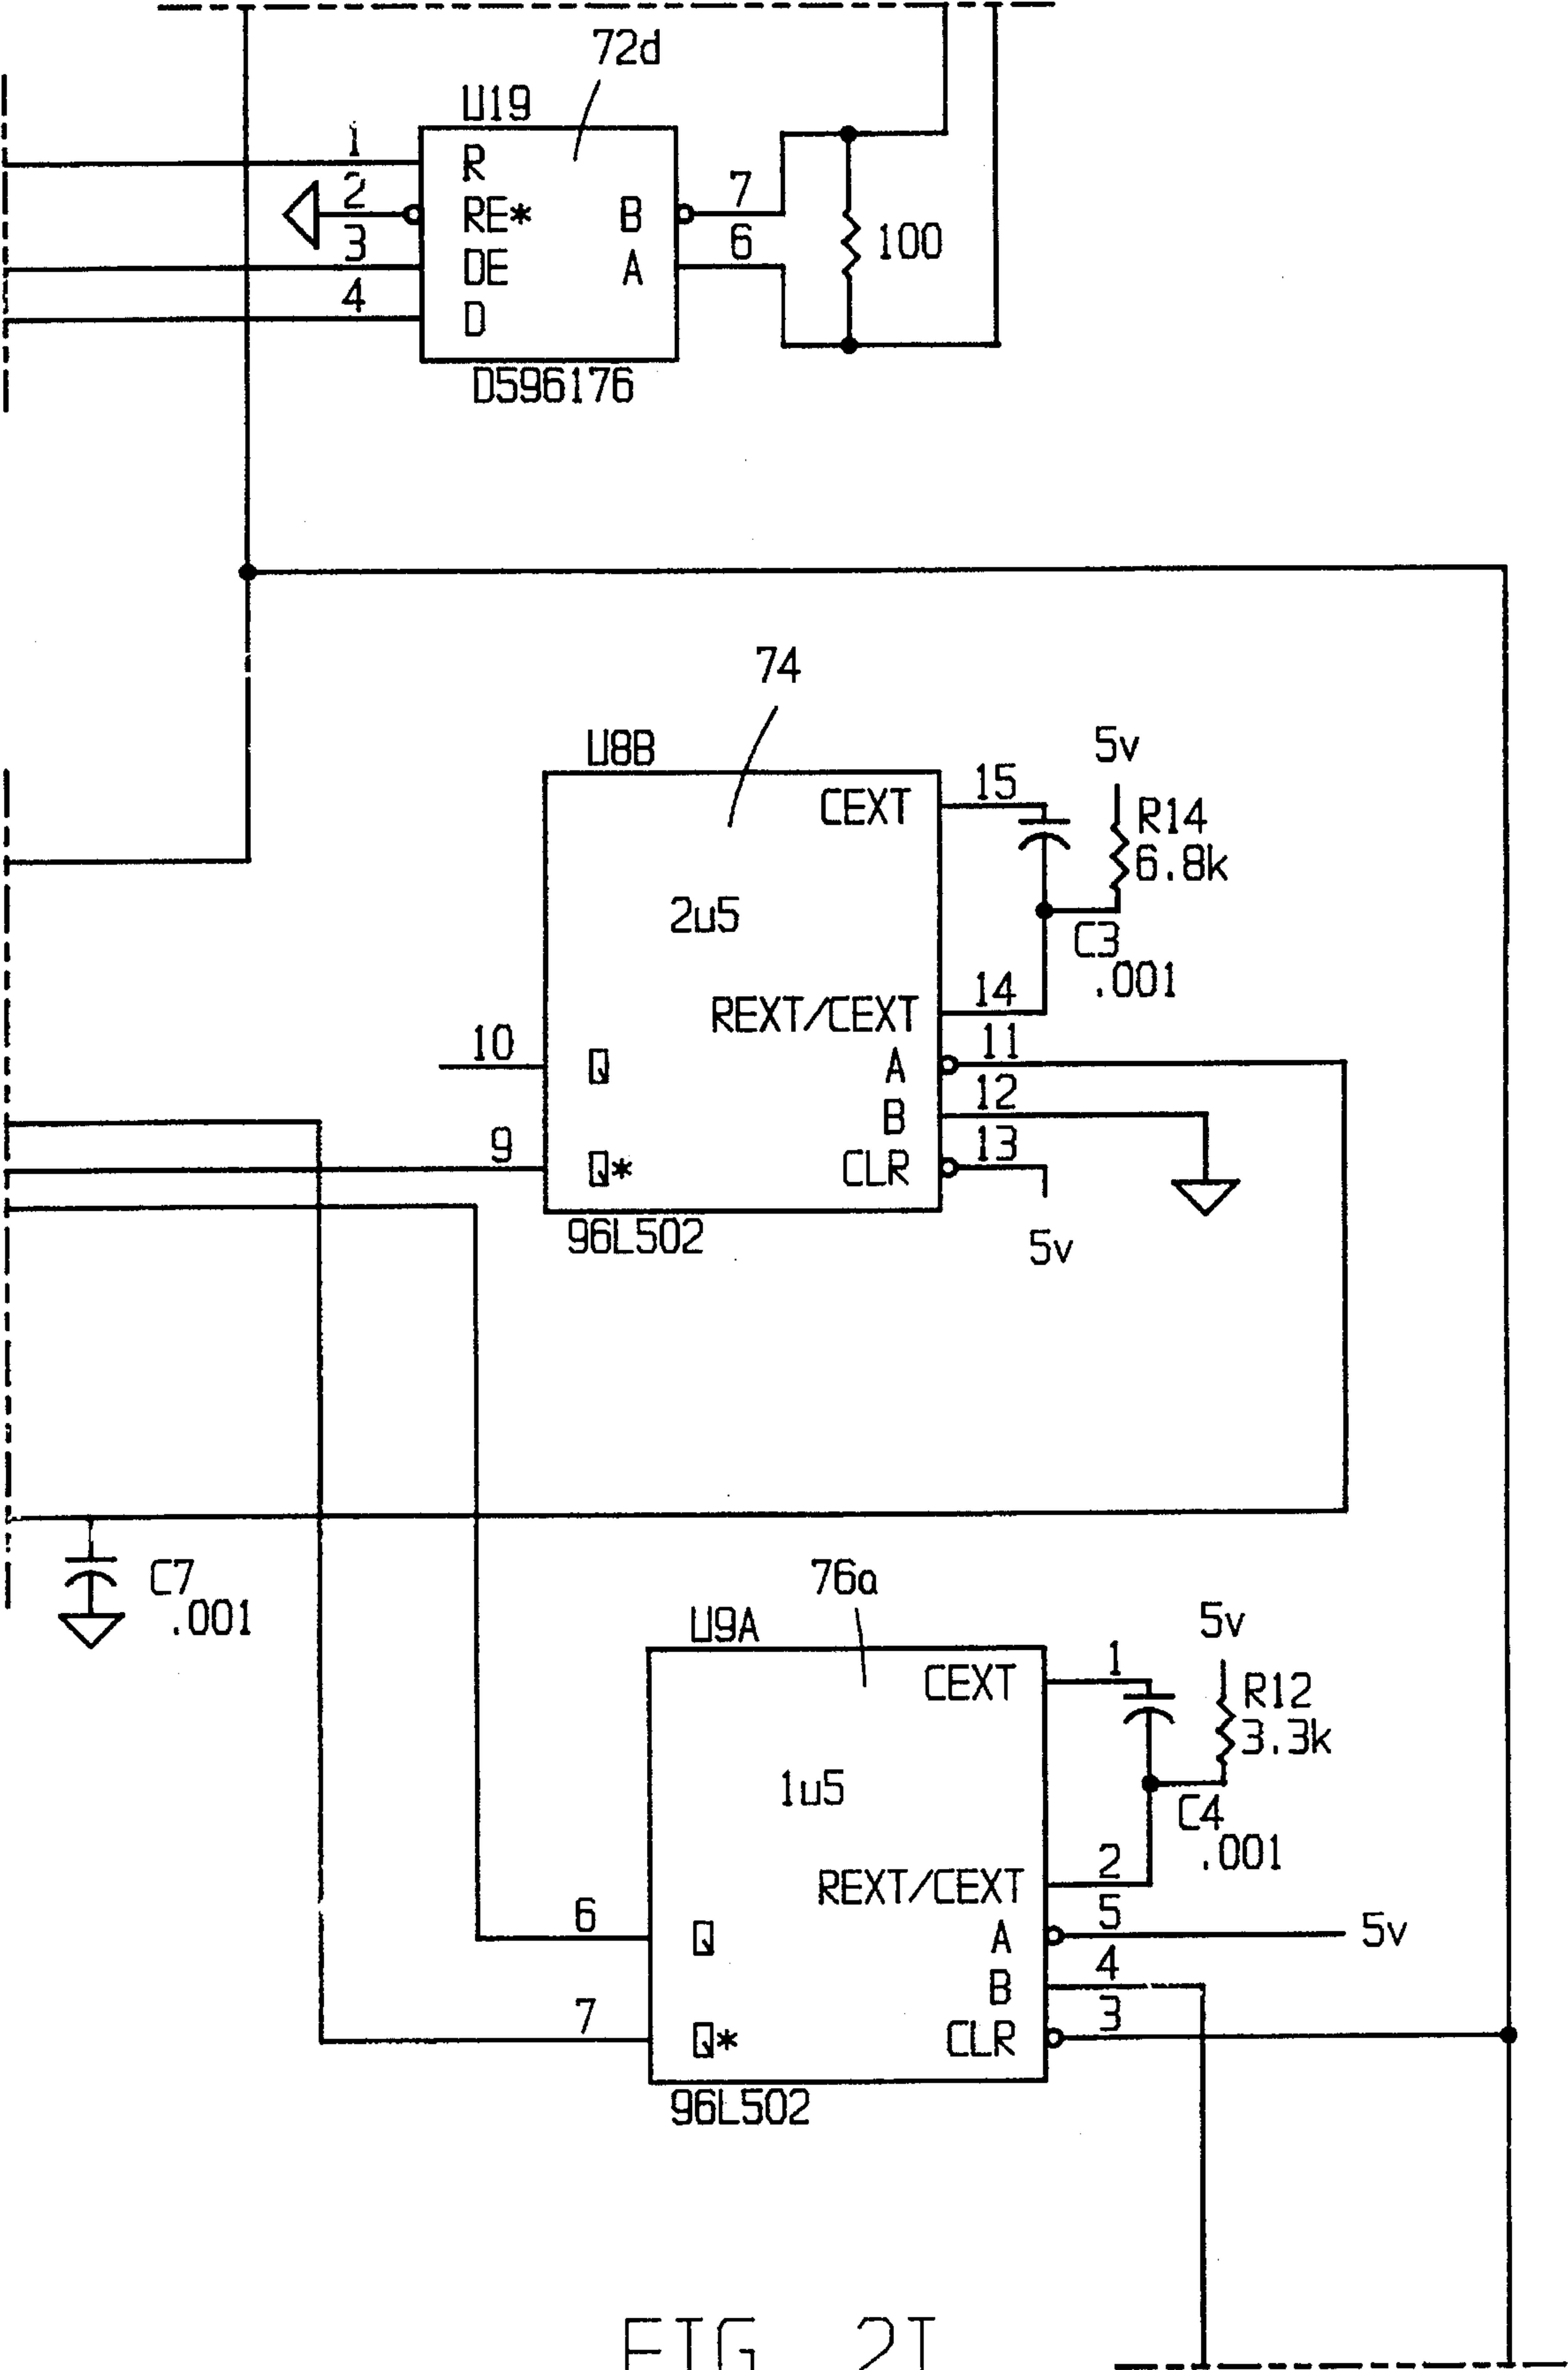 72d
U19
1
R
2
RE*
B
7
3
DE
A
6
100
4
D
D596176
74
U8B
5v
CEXT
15
R14
6.8k
2u5
C3
.001
REXT/CEXT
14
10
Q
A
11
B
12
9
Q*
CLR
13
96L502
5v
C7
.001
76a
U9A
5v
CEXT
1
R12
3.3k
1u5
C4
.001
REXT/CEXT
2
6
Q
A
5
5v
B
4
7
Q*
CLR
3
96L502